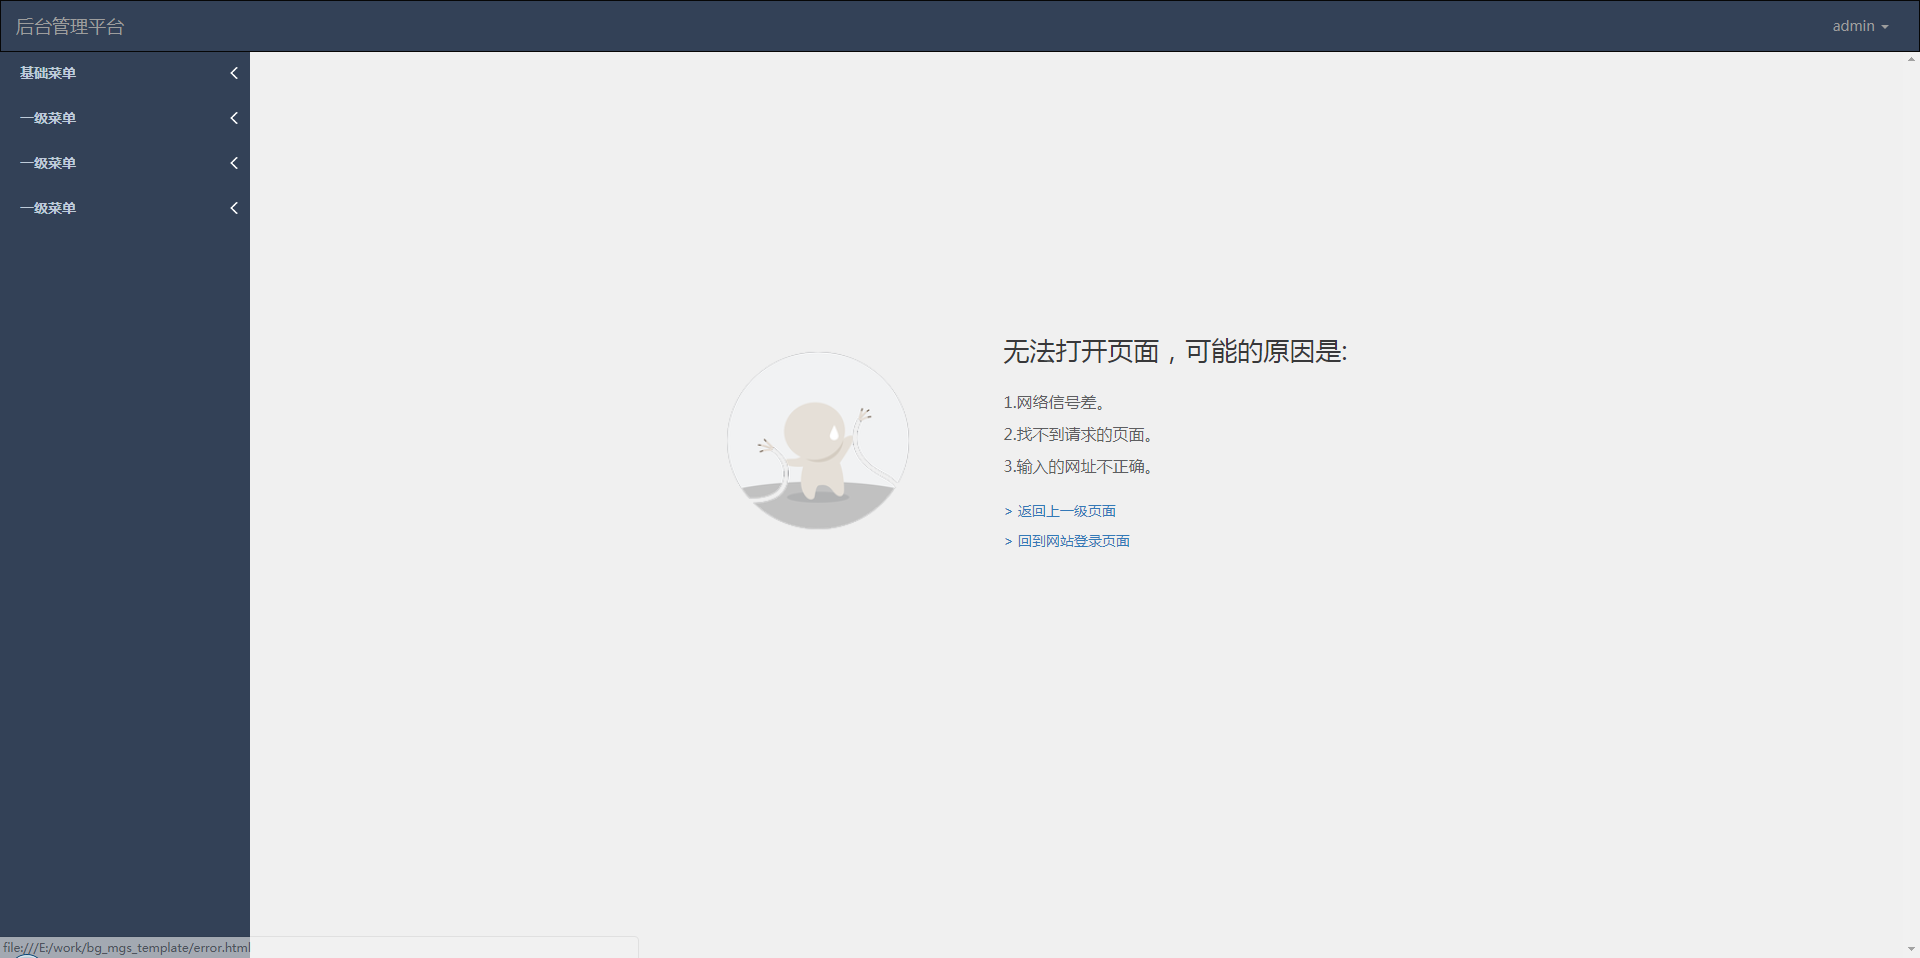 后台管理平台
admin
基础菜单
一级菜单
一级菜单
一级菜单
无法打开页面，可能的原因是:
1.网络信号差。
2.找不到请求的页面。
3.输入的网址不正确。
> 返回上一级页面
> 回到网站登录页面
file:///E:/work/bg_mgs_template/error.html